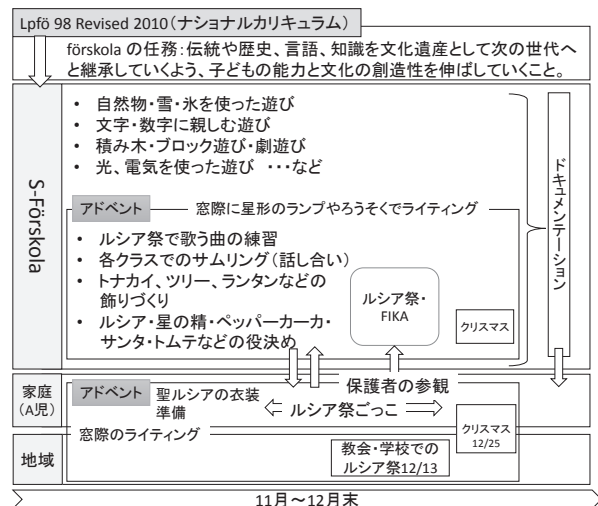 Lpfö 98 Revised 2010（ナショナルカリキュラム）
förskola の任務：伝統や歴史、言語、知識を文化遺産として次の世代へ
と継承していくよう、子どもの能力と文化の創造性を伸ばしていくこと。
S-Förskola
• 自然物・雪・氷を使った遊び
• 文字・数字に親しむ遊び
• 積み木・ブロック遊び・劇遊び
• 光、電気を使った遊び ・・・など
ドキュメンテーション
アドベント 窓際に星形のランプやろうそくでライティング
• ルシア祭で歌う曲の練習
• 各クラスでのサムリング（話し合い）
• トナカイ、ツリー、ランタンなどの
飾りづくり
• ルシア・星の精・ペッパーカーカ・
サンタ・トムテなどの役決め
ルシア祭・
FIKA
クリスマス
家庭
(A児)
アドベント
聖ルシアの衣装
準備
保護者の参観
ルシア祭ごっこ
窓際のライティング
クリスマス
12/25
地域
教会・学校での
ルシア祭12/13
11月～12月末